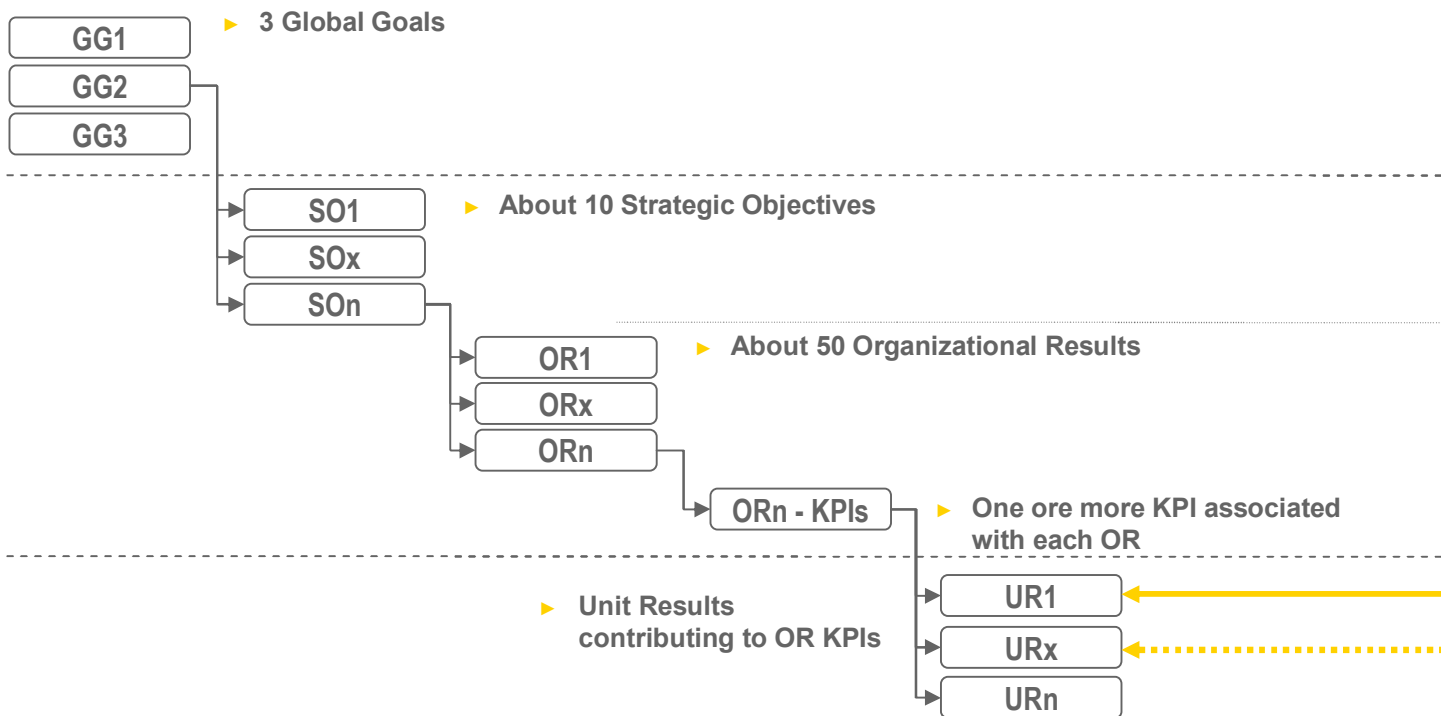 GG1
► 3 Global Goals
GG2
GG3
SO1
► About 10 Strategic Objectives
SOx
SOn
OR1
► About 50 Organizational Results
ORx
ORn
ORn - KPIs
► One ore more KPI associated
with each OR
► Unit Results
contributing to OR KPIs
UR1
URx
URn